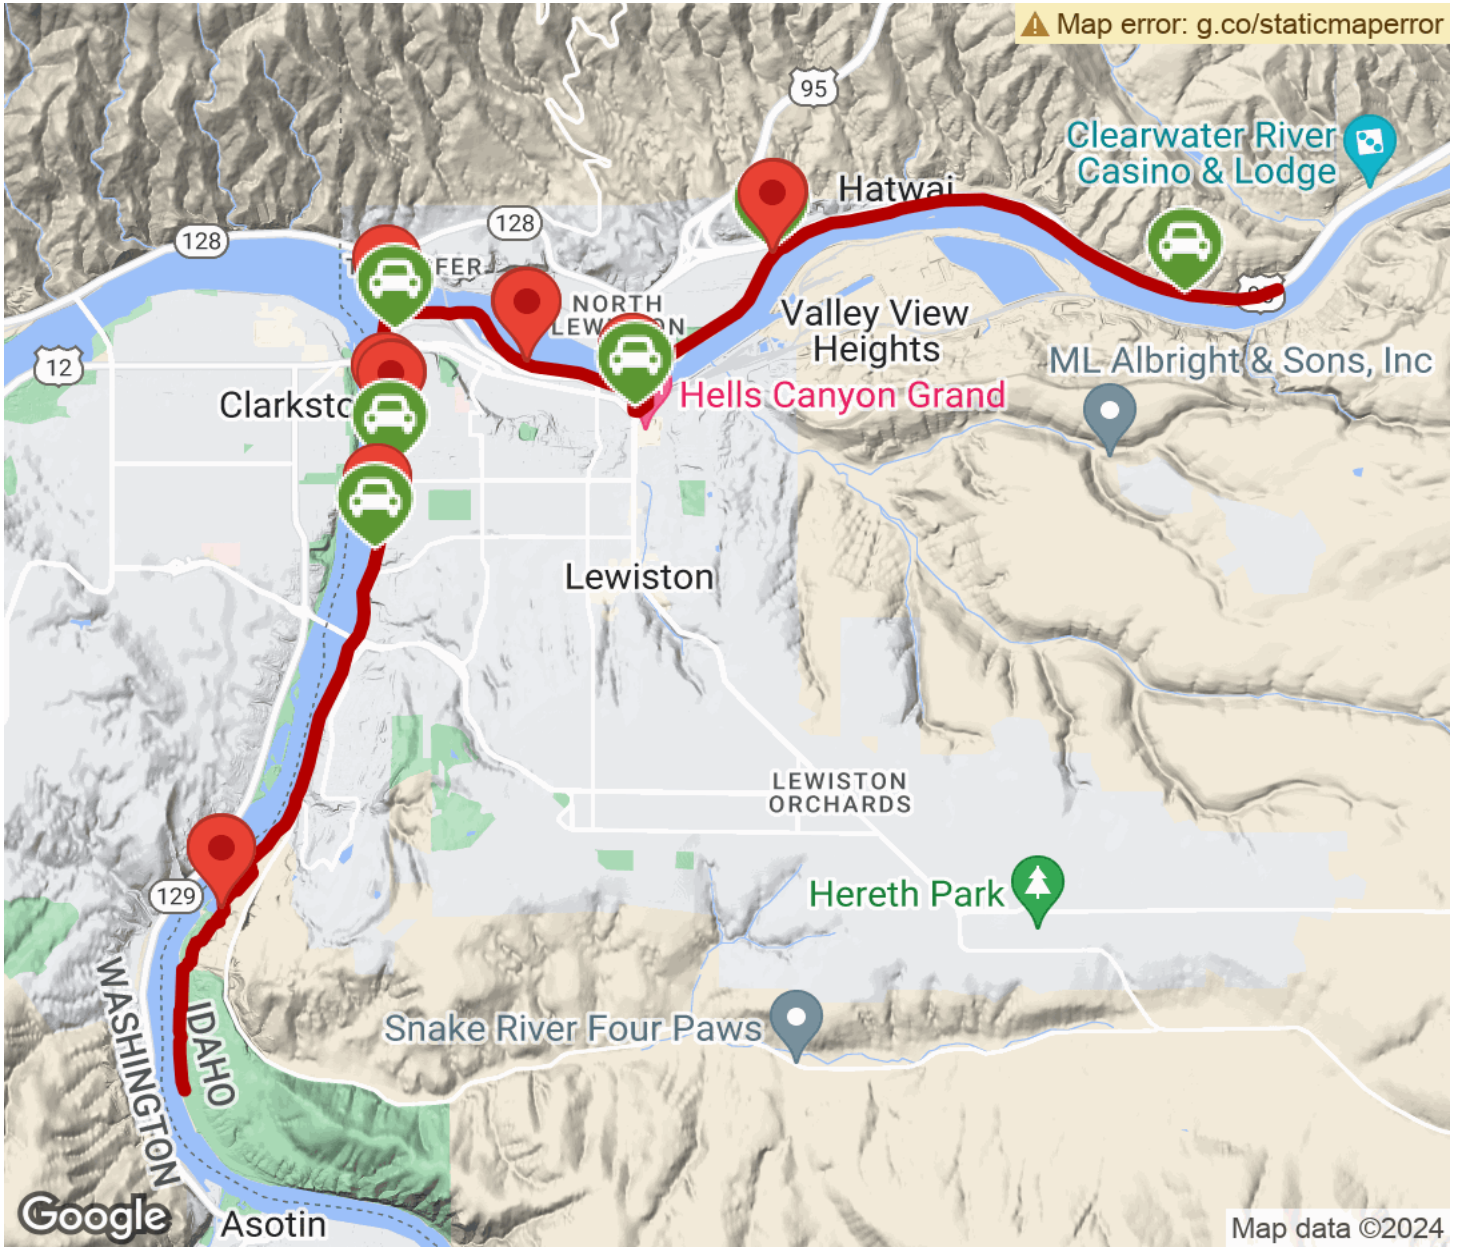 Map error: g.co/staticmaperror
95
Clearwater River
Casino & Lodge
Hatwai
128
128
FER
NORTH
LEWISTON
Valley View
Heights
12
ML Albright & Sons, Inc
Clarksto
Hells Canyon Grand
Lewiston
LEWISTON
ORCHARDS
129
Hereth Park
WASHINGTON
IDAHO
Snake River Four Paws
Google
Asotin
Map data ©2024